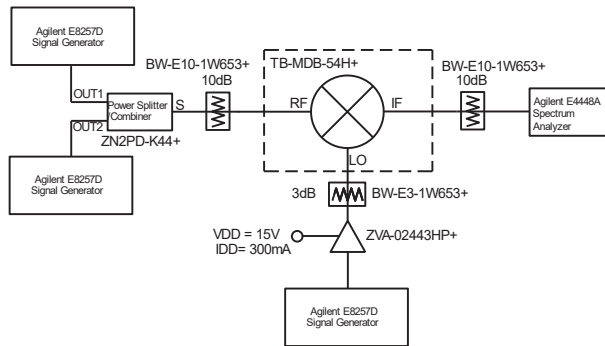 Agilent E8257D
Signal Generator
OUT1
OUT2
Power Splitter
/Combiner
S
ZN2PD-K44+
Agilent E8257D
Signal Generator
BW-E10-1W653+
10dB
TB-MDB-54H+
RF
IF
LO
BW-E10-1W653+
10dB
Agilent E4448A
Spectrum
Analyzer
3dB
BW-E3-1W653+
VDD = 15V
IDD= 300mA
ZVA-02443HP+
Agilent E8257D
Signal Generator